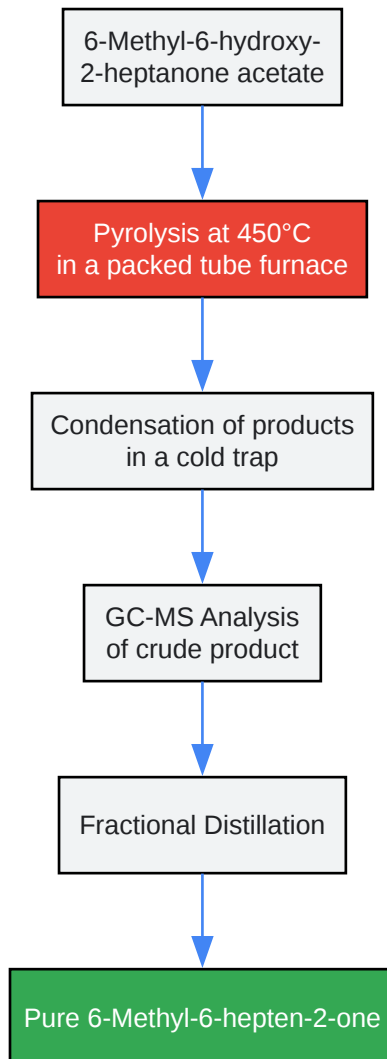 6-Methyl-6-hydroxy-
2-heptanone acetate
Pyrolysis at 450°C
in a packed tube furnace
Condensation of products
in a cold trap
GC-MS Analysis
of crude product
Fractional Distillation
Pure 6-Methyl-6-hepten-2-one